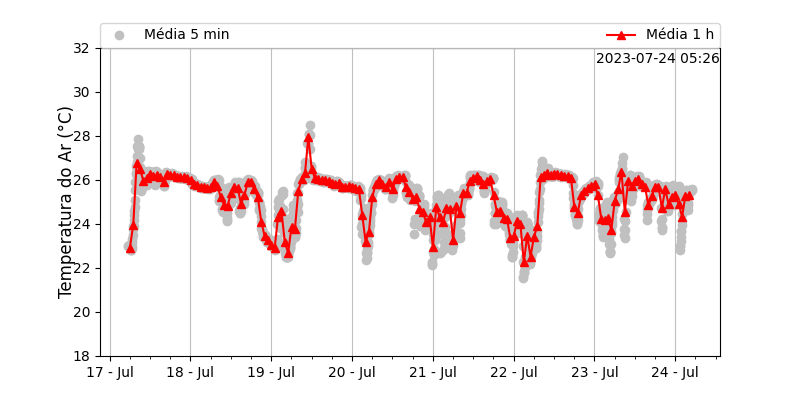 Média 5 min
Média 1 h
2023-07-24 05:26
Temperatura do Ar (°C)
32
30
28
26
24
22
20
18
17 - Jul
18 - Jul
19 - Jul
20 - Jul
21 - Jul
22 - Jul
23 - Jul
24 - Jul